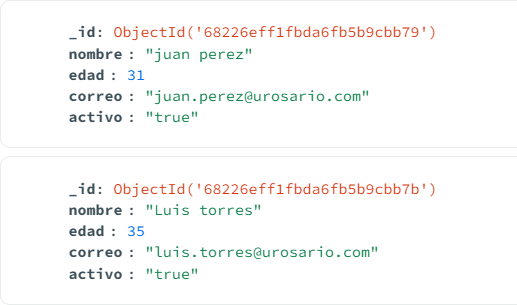 _id: ObjectId('68226eff1fbda6fb5b9cbb79')
nombre : "juan perez"
edad : 31
correo : "juan.perez@urosario.com"
activo : "true"
_id: ObjectId('68226eff1fbda6fb5b9cbb7b')
nombre : "Luis torres"
edad : 35
correo : "luis.torres@urosario.com"
activo : "true"